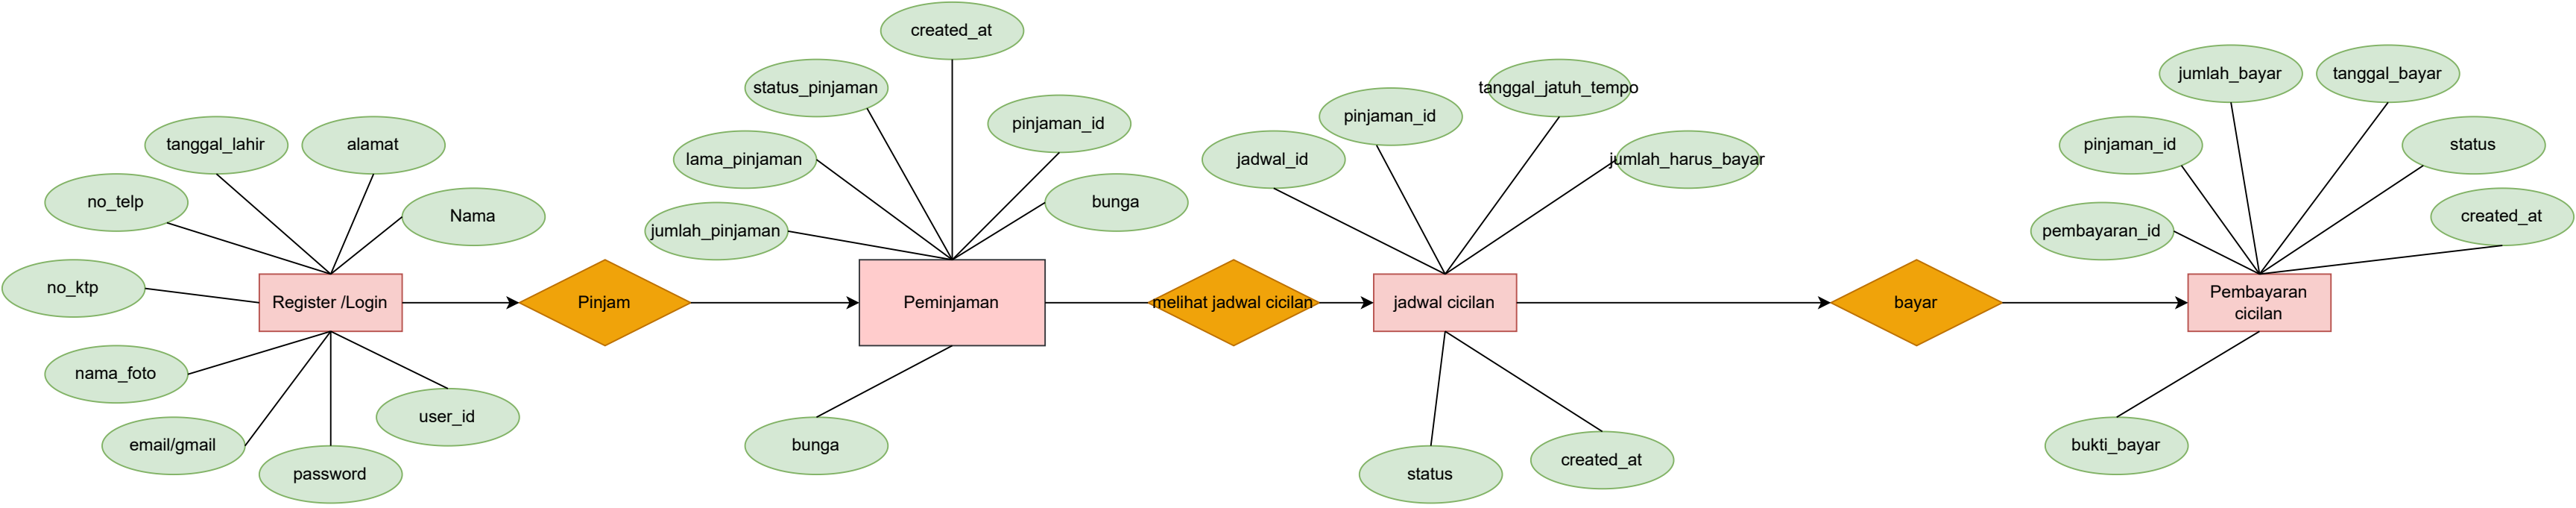 created_at
status_pinjaman
tanggal_jatuh_tempo
jumlah_bayar
tanggal_bayar
tanggal_lahir
alamat
lama_pinjaman
pinjaman_id
jadwal_id
pinjaman_id
jumlah_harus_bayar
pinjaman_id
status
no_telp
Nama
jumlah_pinjaman
bunga
pembayaran_id
created_at
no_ktp
Register /Login
Pinjam
Peminjaman
melihat jadwal cicilan
jadwal cicilan
bayar
Pembayaran
cicilan
nama_foto
user_id
email/gmail
password
bunga
status
created_at
bukti_bayar